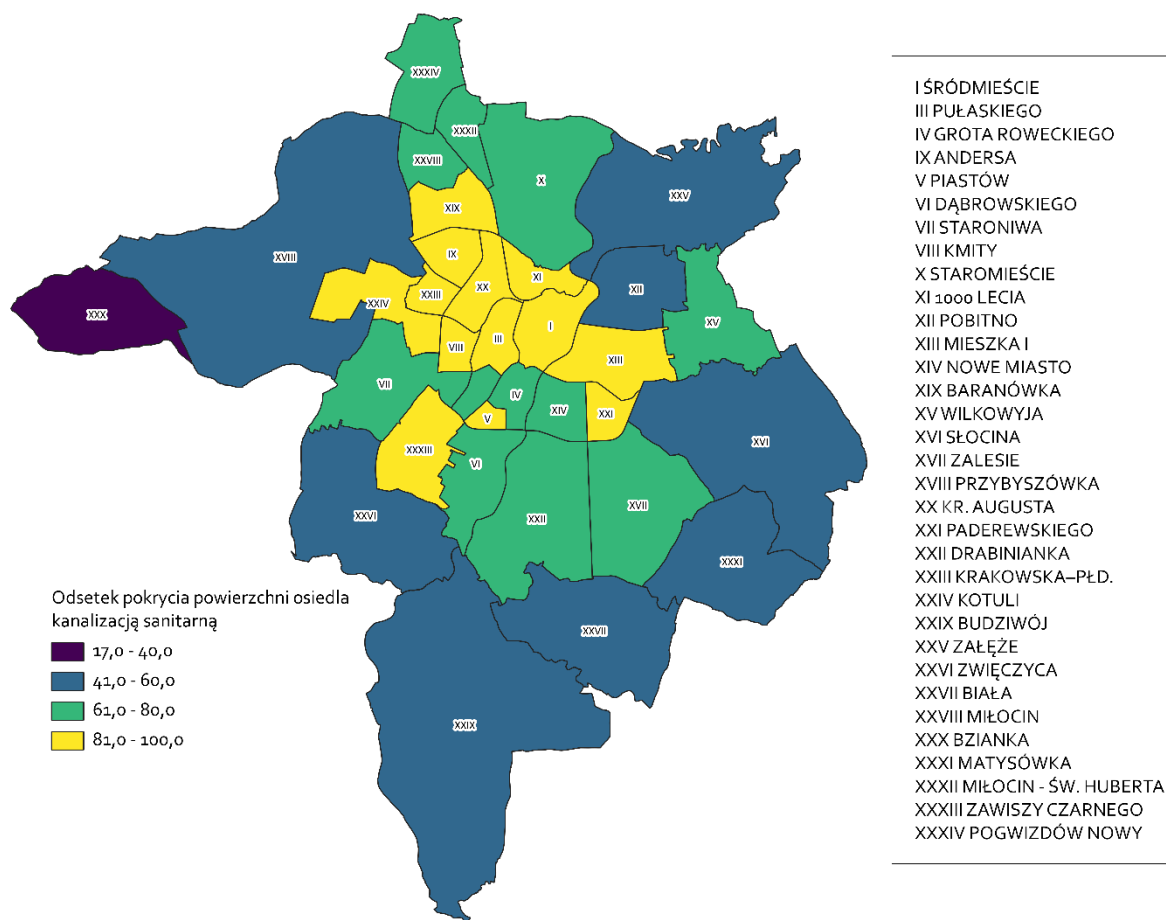 XXXIV
XXXII
XXVIII
X
XXV
XIX
IX
XVIII
XI
XX
XII
XXIII
XXIV
XXX
I
XV
III
VIII
XIII
VII
IV
XIV
V
XXI
XVI
XXXIII
VI
XVII
XXII
XXVI
XXXI
XXVII
XXIX
Odsetek pokrycia powierzchni osiedla
kanalizacją sanitarną
17,0 - 40,0
41,0 - 60,0
61,0 - 80,0
81,0 - 100,0
I ŚRÓDMIEŚCIE
III PUŁASKIEGO
IV GROTA ROWECKIEGO
IX ANDERSA
V PIASTÓW
VI DĄBROWSKIEGO
VII STARONIWA
VIII KMITY
X STAROMIEŚCIE
XI 1000 LECIA
XII POBITNO
XIII MIESZKA I
XIV NOWE MIASTO
XIX BARANÓWKA
XV WILKOWYJA
XVI SŁOCINA
XVII ZALESIE
XVIII PRZYBYSZÓWKA
XX KR. AUGUSTA
XXI PADEREWSKIEGO
XXII DRABINIANKA
XXIII KRAKOWSKA–PŁD.
XXIV KOTULI
XXIX BUDZIWÓJ
XXV ZAŁĘŻE
XXVI ZWIĘCZYCA
XXVII BIAŁA
XXVIII MIŁOCIN
XXX BZIANKA
XXXI MATYSÓWKA
XXXII MIŁOCIN - ŚW. HUBERTA
XXXIII ZAWISZY CZARNEGO
XXXIV POGWIZDÓW NOWY